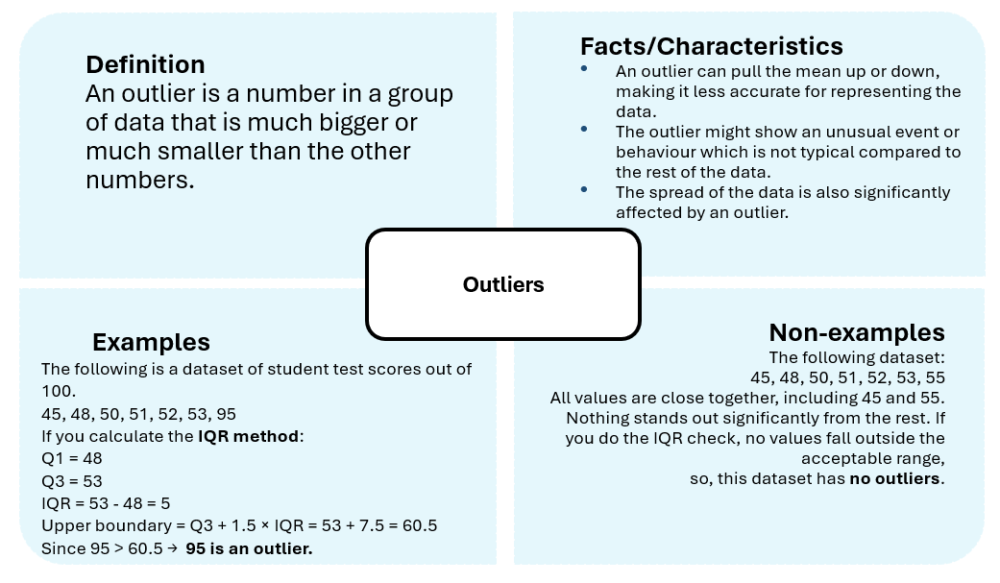 Definition
An outlier is a number in a group
of data that is much bigger or
much smaller than the other
numbers.
Facts/Characteristics
• An outlier can pull the mean up or down,
making it less accurate for representing the
data.
• The outlier might show an unusual event or
behaviour which is not typical compared to
the rest of the data.
• The spread of the data is also significantly
affected by an outlier.
Outliers
Examples
The following is a dataset of student test scores out of
100.
45, 48, 50, 51, 52, 53, 95
If you calculate the IQR method:
Q1 = 48
Q3 = 53
IQR = 53 - 48 = 5
Upper boundary = Q3 + 1.5 × IQR = 53 + 7.5 = 60.5
Since 95 > 60.5 → 95 is an outlier.
Non-examples
The following dataset:
45, 48, 50, 51, 52, 53, 55
All values are close together, including 45 and 55.
Nothing stands out significantly from the rest. If
you do the IQR check, no values fall outside the
acceptable range,
so, this dataset has no outliers.